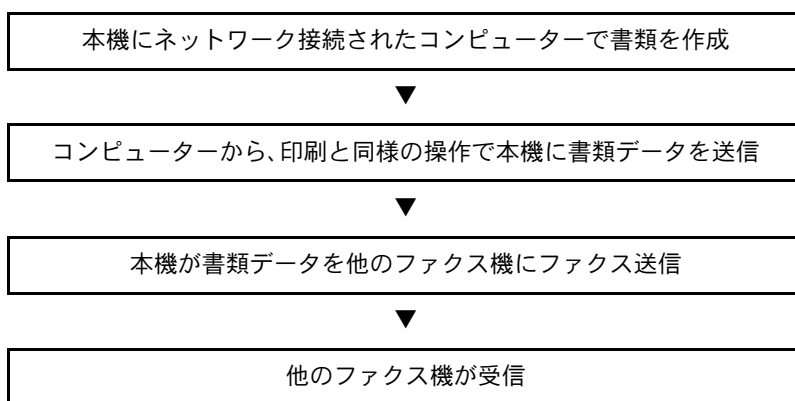 本機にネットワーク接続されたコンピューターで書類を作成
▼
コンピューターから、印刷と同様の操作で本機に書類データを送信
▼
本機が書類データを他のファクス機にファクス送信
▼
他のファクス機が受信